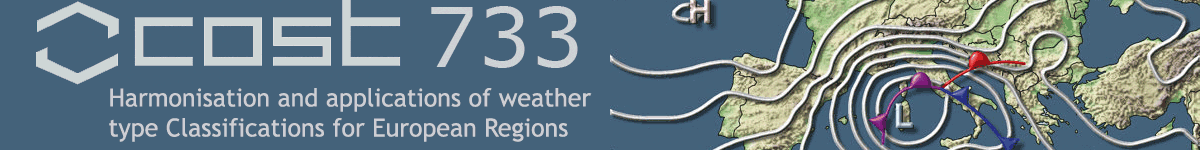 cost 733
Harmonisation and applications of weather
type Classifications for European Regions
H
L